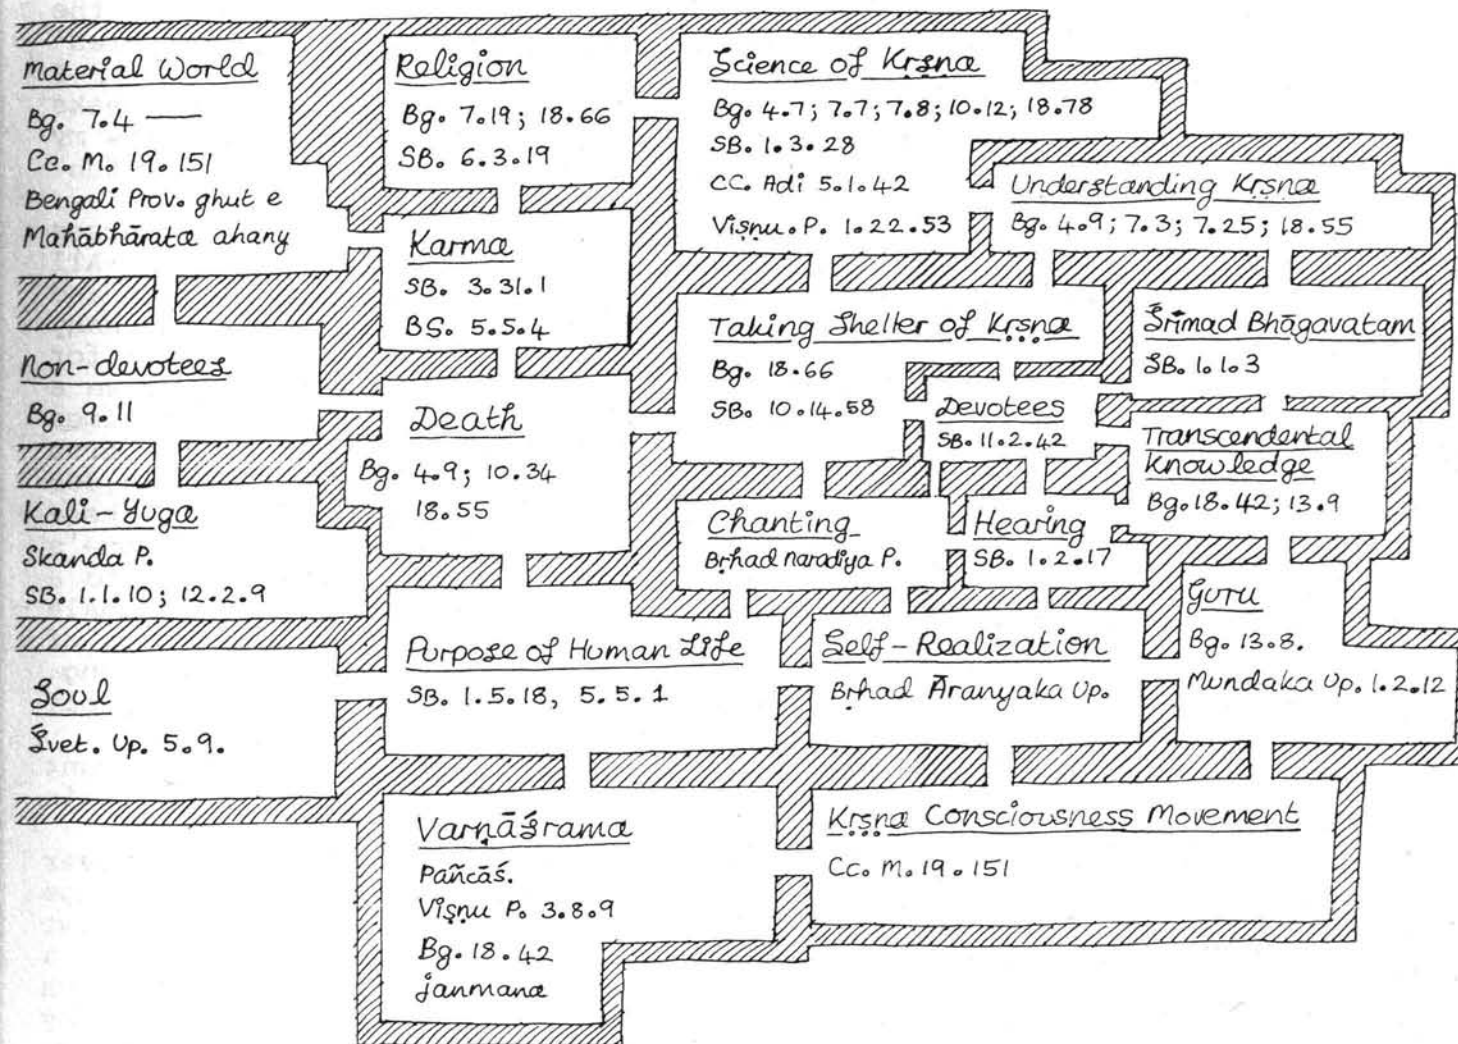 Material World
Bg. 7.4 —
Cc. M. 19.151
Bengali Prov. ghut e
Mahābhārata ahany
Non-devotees
Bg. 9.11
Kali-Yuga
Skanda P.
SB. 1.1.10; 12.2.9
Soul
Śvet. Up. 5.9.
Religion
Bg. 7.19; 18.66
SB. 6.3.19
Karma
SB. 3.31.1
BS. 5.5.4
Death
Bg. 4.9; 10.34
18.55
Purpose of Human Life
SB. 1.5.18, 5.5.1
Varṇāśrama
Pañcāś.
Viṣṇu P. 3.8.9
Bg. 18.42
janmana
Science of Kṛṣṇa
Bg. 4.7; 7.7; 7.8; 10.12; 18.78
SB. 1.3.28
CC. Adi 5.1.42
Viṣṇu. P. 1.22.53
Understanding Kṛṣṇa
Bg. 4.9; 7.3; 7.25; 18.55
Taking Shelter of Kṛṣṇa
Bg. 18.66
SB. 10.14.58
Devotees
SB. 11.2.42
Śrīmad Bhāgavatam
SB. 1.1.3
Transcendental
Knowledge
Bg. 18.42; 13.9
Chanting
Bṛhad naradiya P.
Hearing
SB. 1.2.17
Guru
Bg. 13.8.
Mundaka Up. 1.2.12
Self-Realization
Bṛhad Āranyaka Up.
Kṛṣṇa Consciousness Movement
Cc. M. 19.151